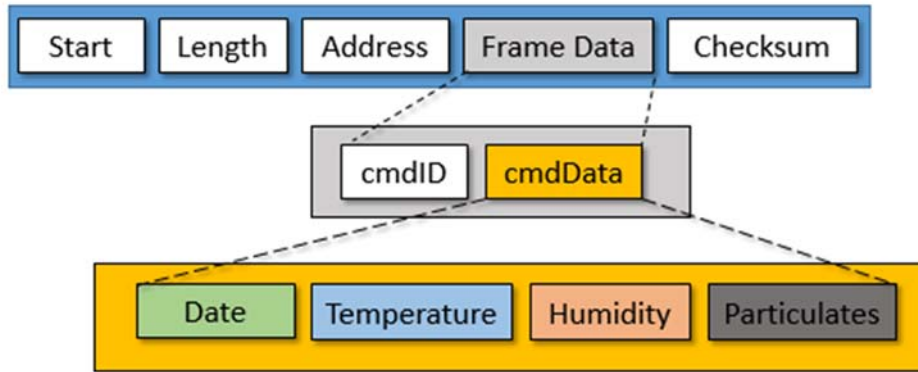 Start Length Address Frame Data Checksum
cmdID cmdData
Date Temperature Humidity Particulates